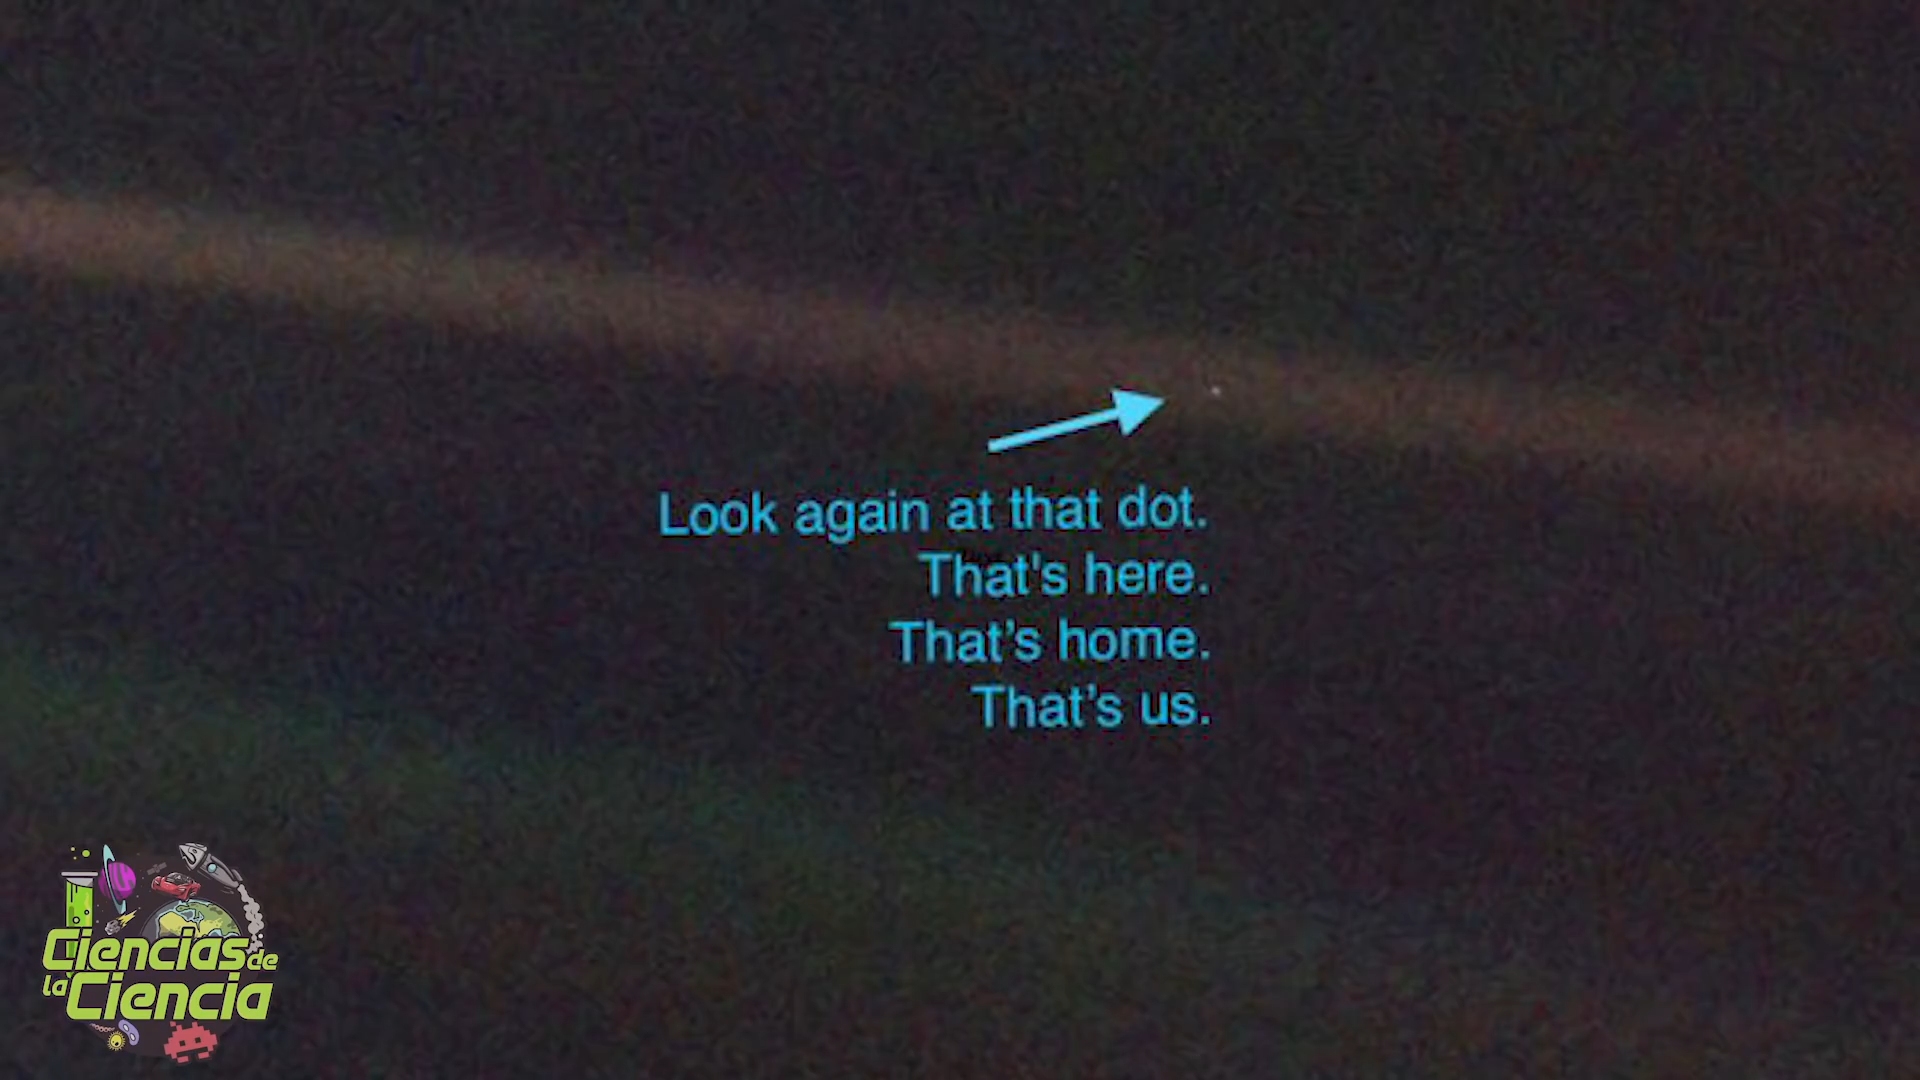 Look again at that dot.
That's here.
That’s home.
That’s us.
Ciencias de
la Ciencia